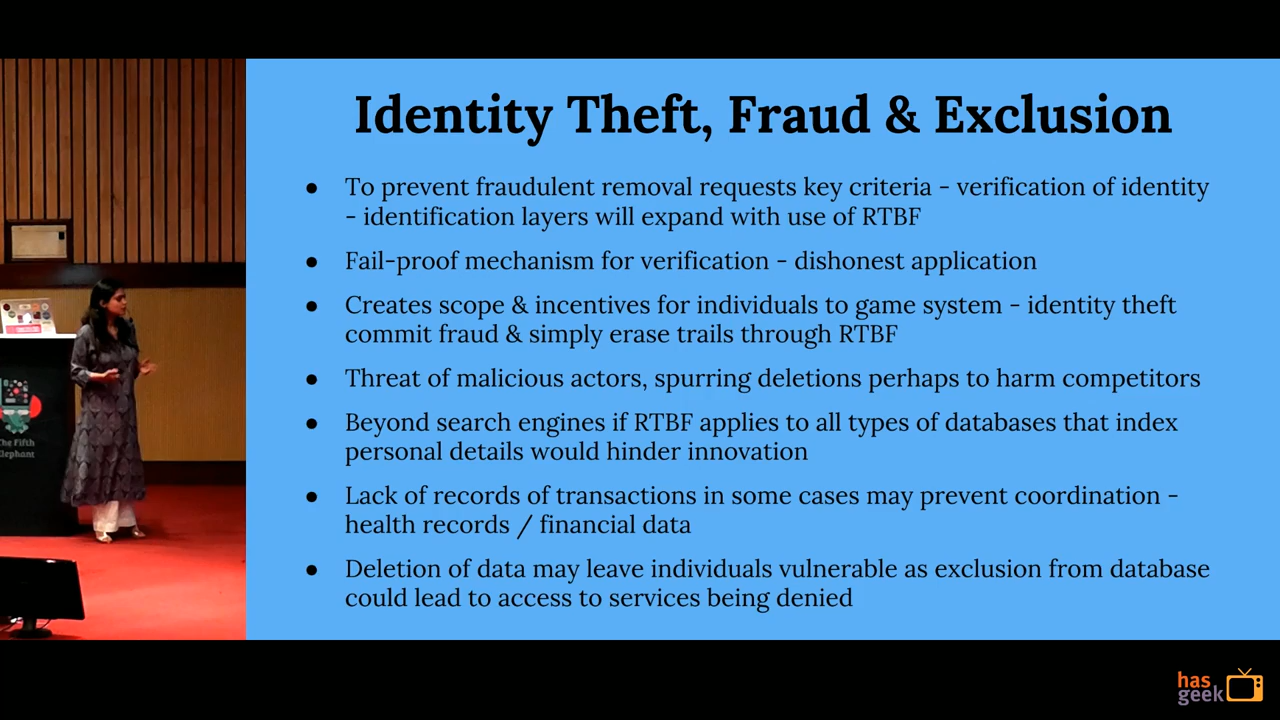 Identity Theft, Fraud & Exclusion
● To prevent fraudulent removal requests key criteria - verification of identity
- identification layers will expand with use of RTBF
● Fail-proof mechanism for verification - dishonest application
● Creates scope & incentives for individuals to game system - identity theft
commit fraud & simply erase trails through RTBF
● Threat of malicious actors, spurring deletions perhaps to harm competitors
● Beyond search engines if RTBF applies to all types of databases that index
personal details would hinder innovation
● Lack of records of transactions in some cases may prevent coordination -
health records / financial data
● Deletion of data may leave individuals vulnerable as exclusion from database
could lead to access to services being denied
The Fifth
Elephant
has
geek